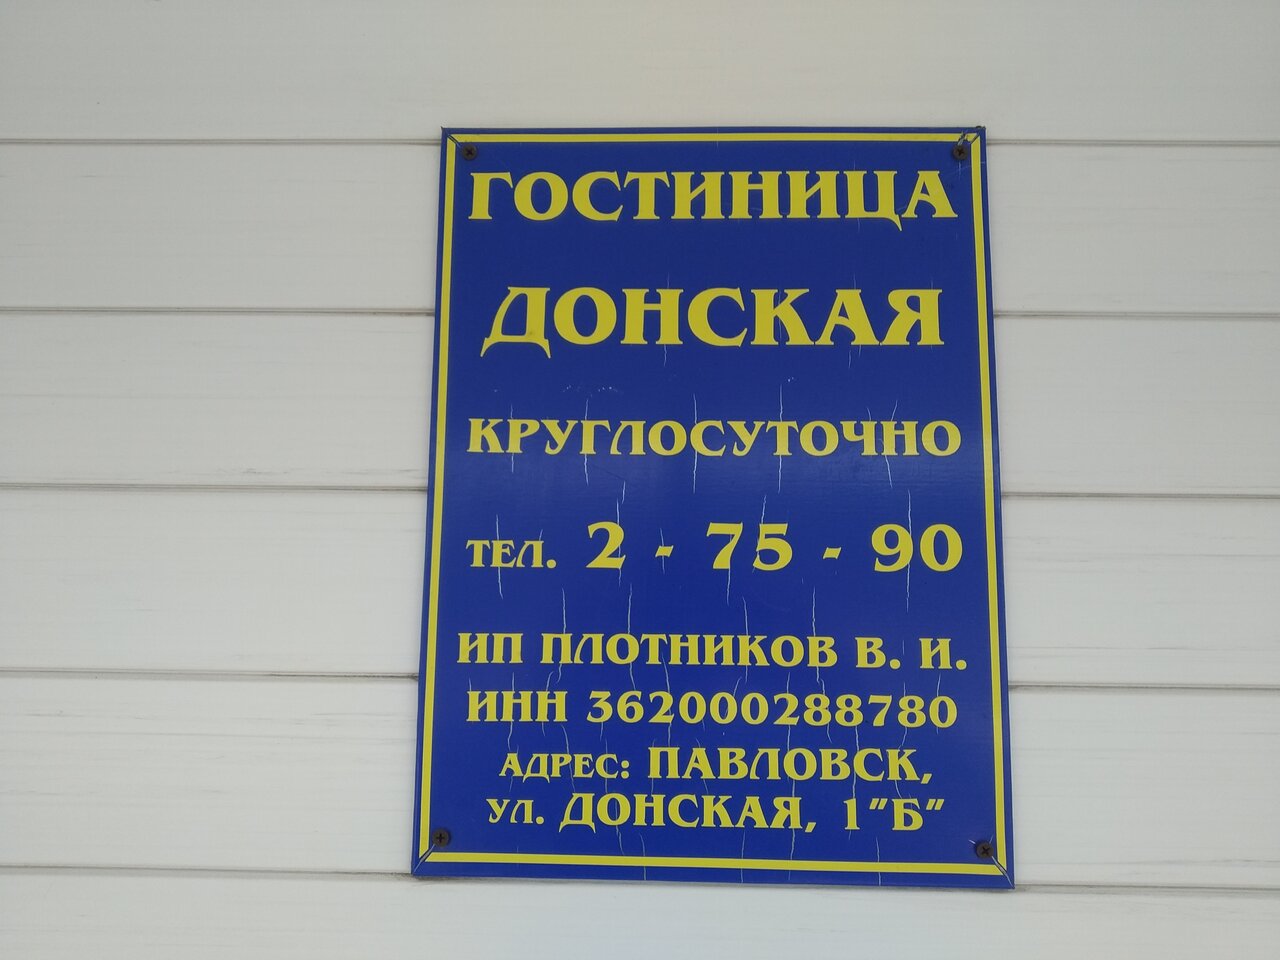 ГОСТИНИЦА
ДОНСКАЯ
КРУГЛОСУТОЧНО
ТЕЛ. 2 - 75 - 90
ИП ПЛОТНИКОВ В. И.
ИНН 362000288780
АДРЕС: ПАВЛОВСК,
УЛ. ДОНСКАЯ, 1"Б"